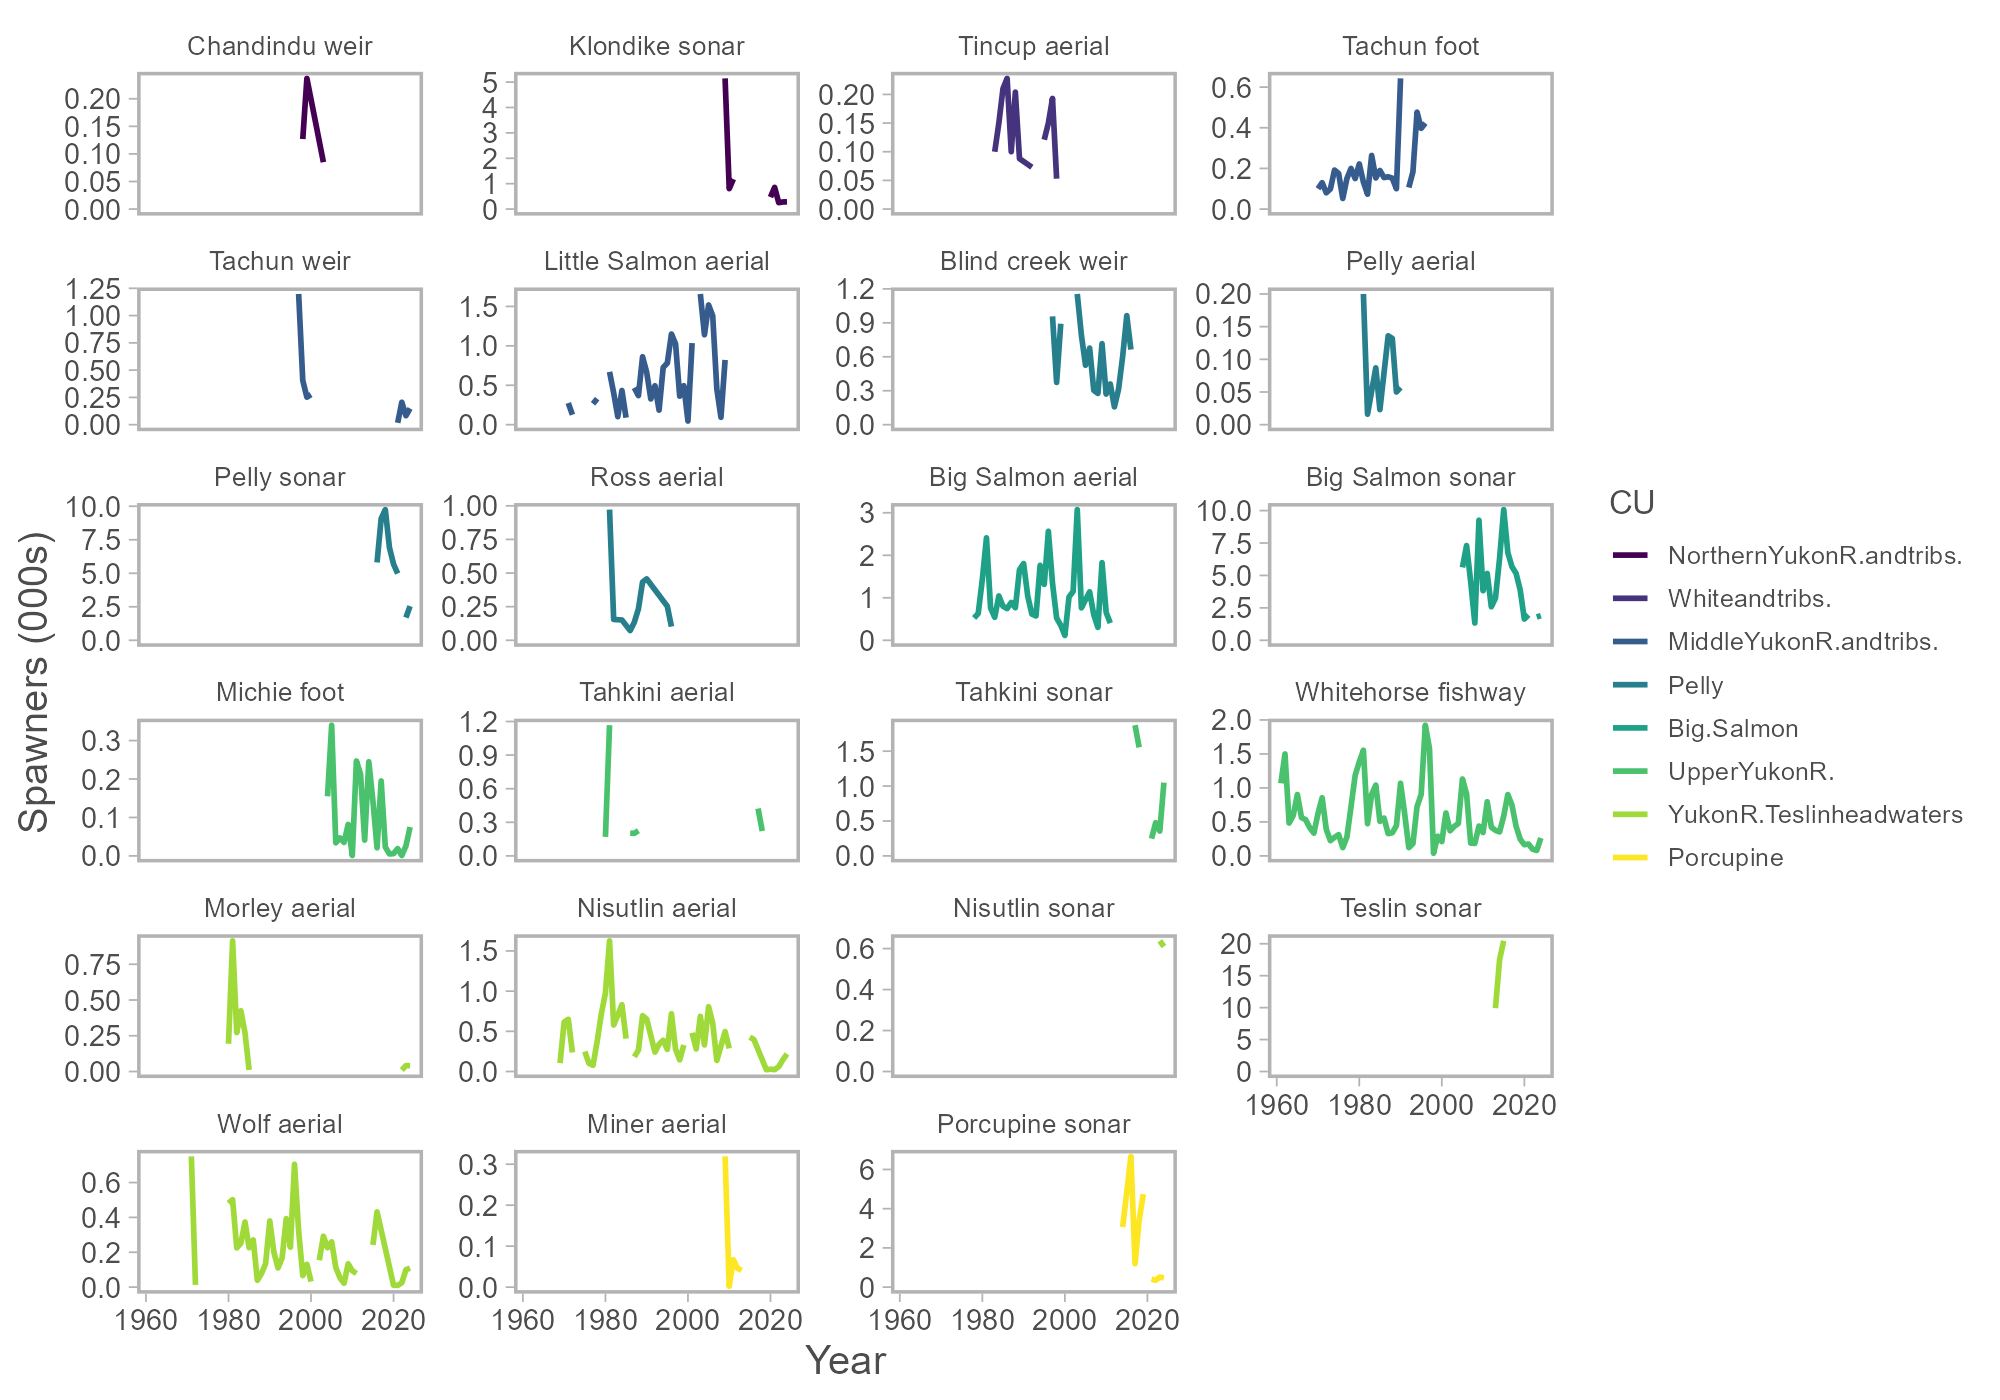 Chandindu weir
Klondike sonar
Tincup aerial
Tachun foot
0.20
0.15
0.10
0.05
0.00
5
4
3
2
1
0
0.20
0.15
0.10
0.05
0.00
0.6
0.4
0.2
0.0
Tachun weir
Little Salmon aerial
Blind creek weir
Pelly aerial
1.25
1.00
0.75
0.50
0.25
0.00
1.5
1.0
0.5
0.0
1.2
0.9
0.6
0.3
0.0
0.20
0.15
0.10
0.05
0.00
Pelly sonar
Ross aerial
Big Salmon aerial
Big Salmon sonar
10.0
7.5
5.0
2.5
0.0
1.00
0.75
0.50
0.25
0.00
3
2
1
0
10.0
7.5
5.0
2.5
0.0
Michie foot
Tahkini aerial
Tahkini sonar
Whitehorse fishway
0.3
0.2
0.1
0.0
1.2
0.9
0.6
0.3
0.0
1.5
1.0
0.5
0.0
2.0
1.5
1.0
0.5
0.0
Morley aerial
Nisutlin aerial
Nisutlin sonar
Teslin sonar
0.75
0.50
0.25
0.00
1.5
1.0
0.5
0.0
0.6
0.4
0.2
0.0
20
15
10
5
0
1960 1980 2000 2020
Wolf aerial
Miner aerial
Porcupine sonar
0.6
0.4
0.2
0.0
0.3
0.2
0.1
0.0
6
4
2
0
1960 1980 2000 2020
1960 1980 2000 2020
1960 1980 2000 2020
Year
Spawners (000s)
CU
NorthernYukonR.andtribs.
Whiteandtribs.
MiddleYukonR.andtribs.
Pelly
Big.Salmon
UpperYukonR.
YukonR.Teslinheadwaters
Porcupine